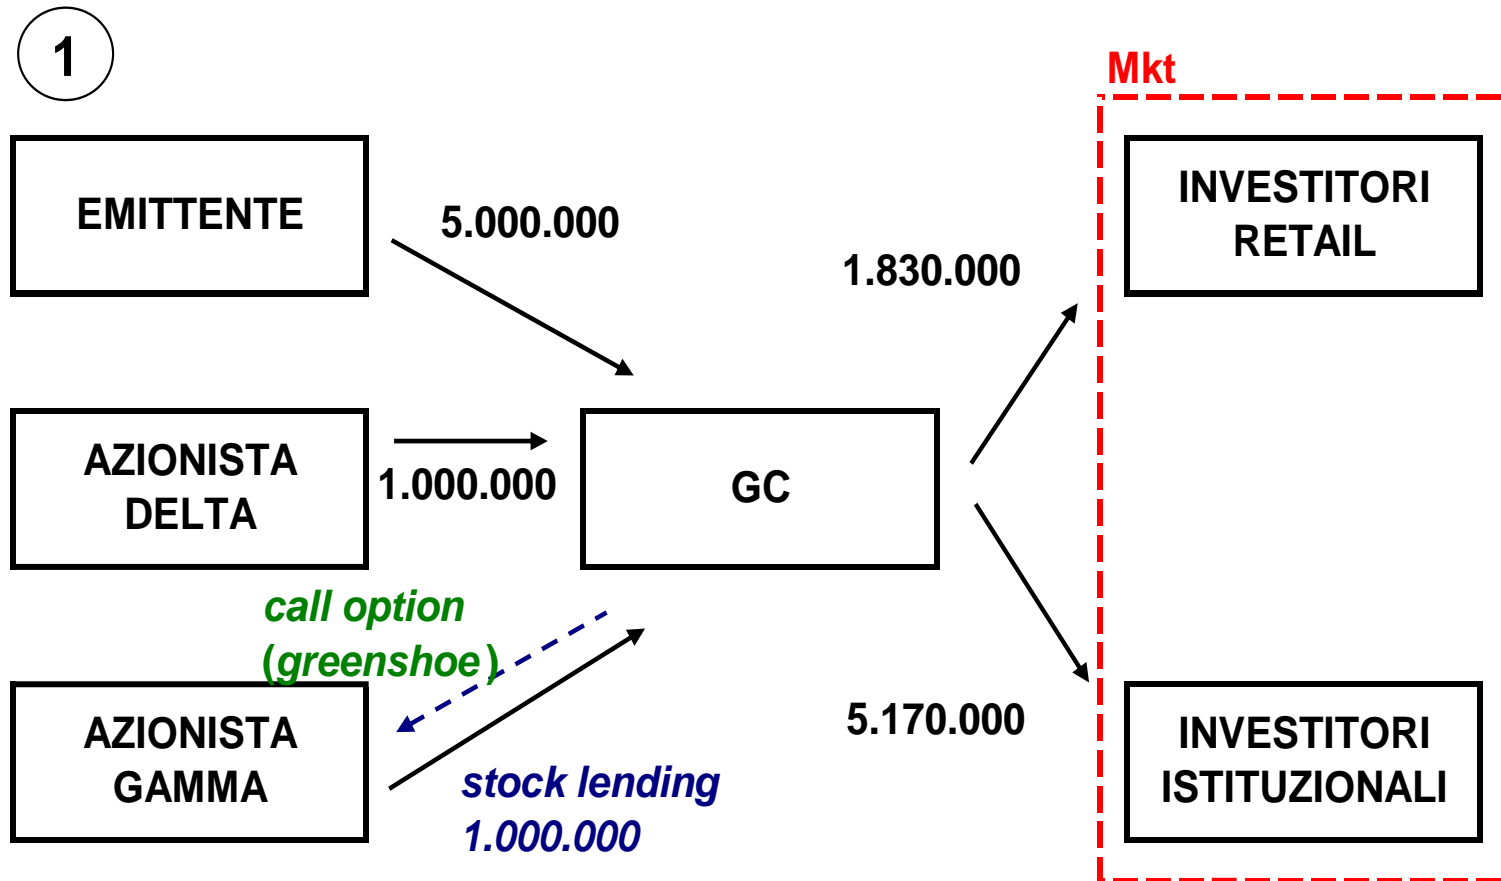 1
Mkt
EMITTENTE
5.000.000
1.830.000
INVESTITORI
RETAIL
AZIONISTA
DELTA
1.000.000
GC
call option
(greenshoe)
AZIONISTA
GAMMA
stock lending
1.000.000
5.170.000
INVESTITORI
ISTITUZIONALI